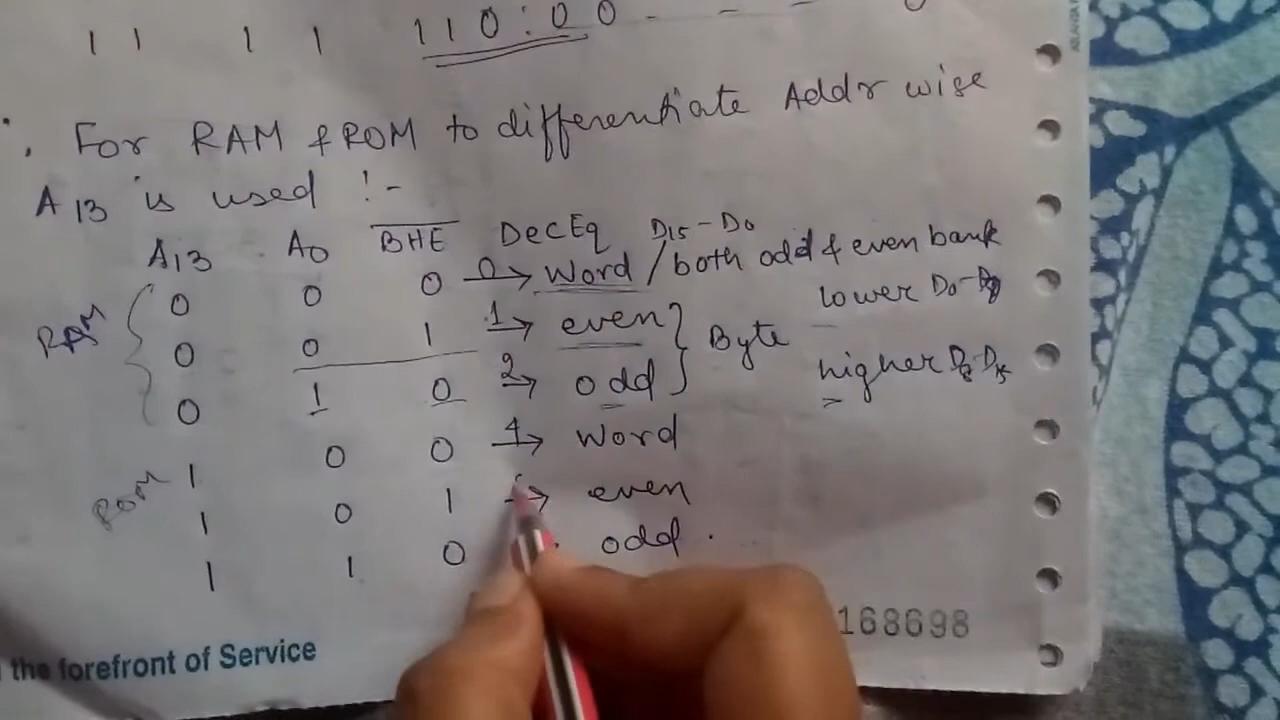 1 1 1 1 110:00 - - - 0
. For RAM & ROM to differentiate Addr wise
A13 is used !-
A13 A0 BHE DecEq D15-D0
RAM 0 0 0 0→ Word / both odd & even bank
0 0 1 1→ even } Byte lower D0-D7
0 1 0 2→ odd higher D8-D15
ROM 1 0 0 4→ Word
1 0 1 → even
1 1 0 odd.
the forefront of Service
168698